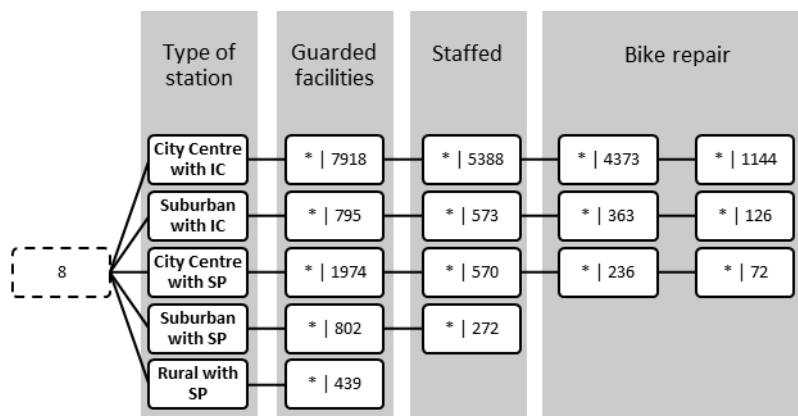 Type of
station
Guarded
facilities
Staffed
Bike repair
City Centre
with IC
* | 7918
* | 5388
* | 4373
* | 1144
Suburban
with IC
* | 795
* | 573
* | 363
* | 126
8
City Centre
with SP
* | 1974
* | 570
* | 236
* | 72
Suburban
with SP
* | 802
* | 272
Rural with
SP
* | 439